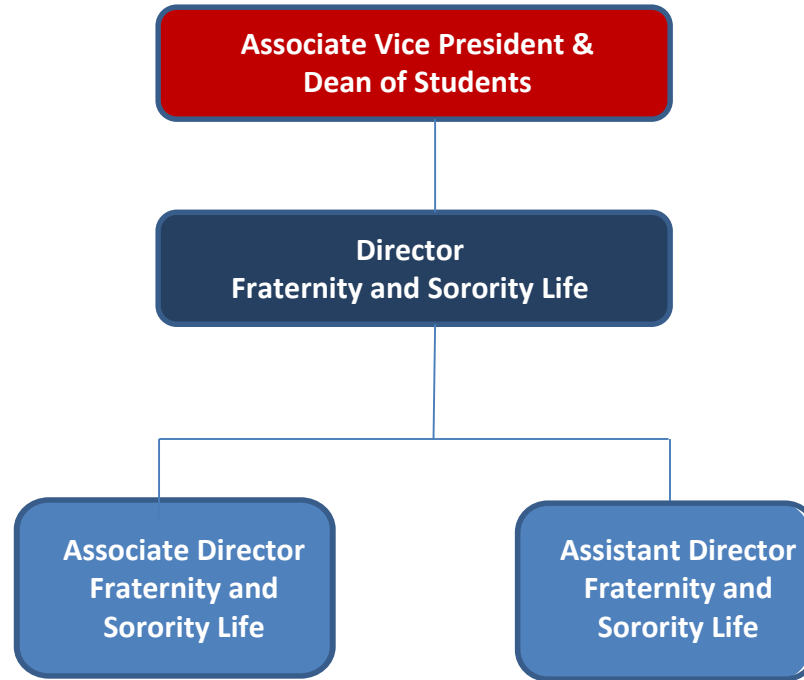 Associate Vice President &
Dean of Students
Director
Fraternity and Sorority Life
Associate Director
Fraternity and
Sorority Life
Assistant Director
Fraternity and
Sorority Life